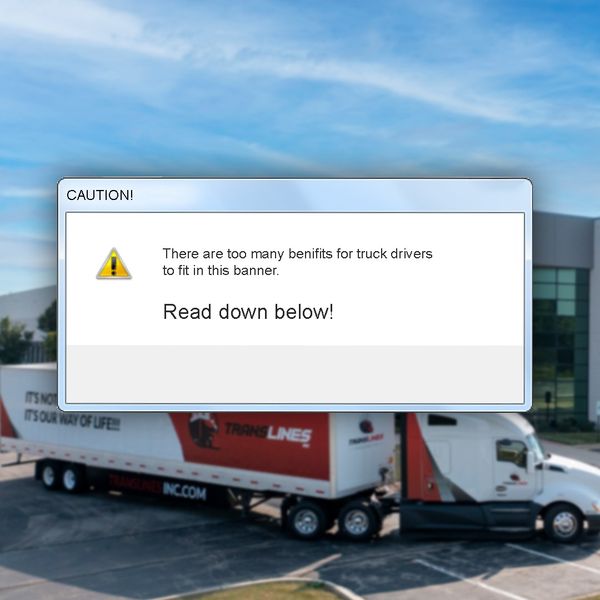 CAUTION!
There are too many benifits for truck drivers
to fit in this banner.
Read down below!
IT'S NOT
IT'S OUR WAY OF LIFE!!!
TRANSLINES
TRANSLINES
TRANSLINESINC.COM